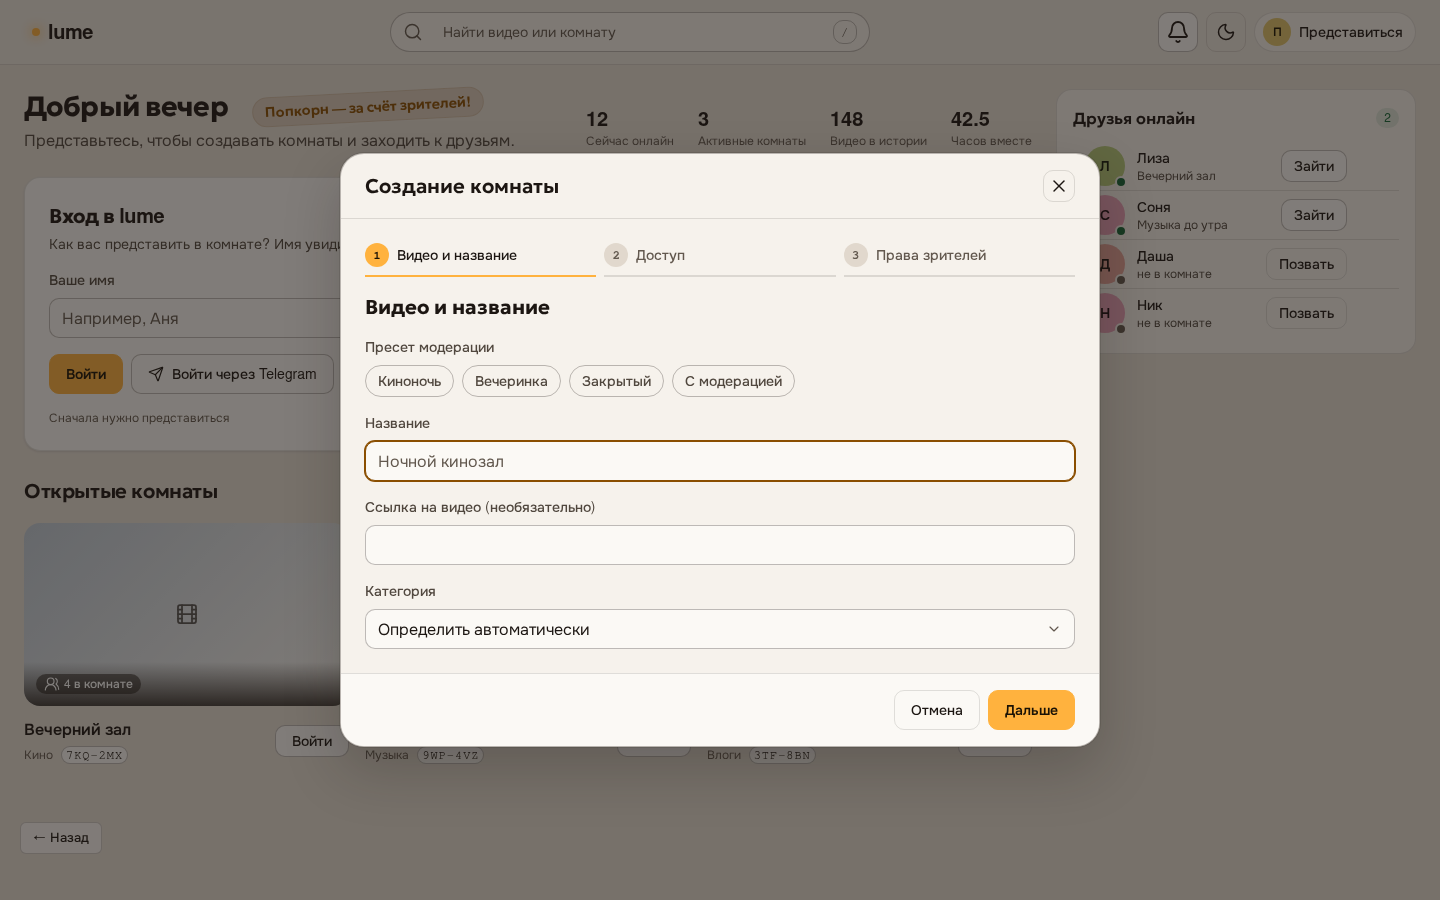 lume
Найти видео или комнату
/
П
Представиться
Добрый вечер
Попкорн — за счёт зрителей!
Представьтесь, чтобы создавать комнаты и заходить к друзьям.
12
Сейчас онлайн
3
Активные комнаты
148
Видео в истории
42.5
Часов вместе
Друзья онлайн
2
Л
Лиза
Вечерний зал
Зайти
С
Соня
Музыка до утра
Зайти
Д
Даша
не в комнате
Позвать
Н
Ник
не в комнате
Позвать
Вход в lume
Как вас представить в комнате? Имя
Ваше имя
Например, Аня
Войти
Войти через Telegram
Сначала нужно представиться
Создание комнаты
1
Видео и название
2
Доступ
3
Права зрителей
Видео и название
Пресет модерации
Киноночь
Вечеринка
Закрытый
С модерацией
Название
Ночной кинозал
Ссылка на видео (необязательно)
Категория
Определить автоматически
Отмена
Дальше
Открытые комнаты
4 в комнате
Вечерний зал
Кино
7KQ-2MX
Войти
Музыка
9WP-4VZ
Влоги
3TF-8BN
← Назад